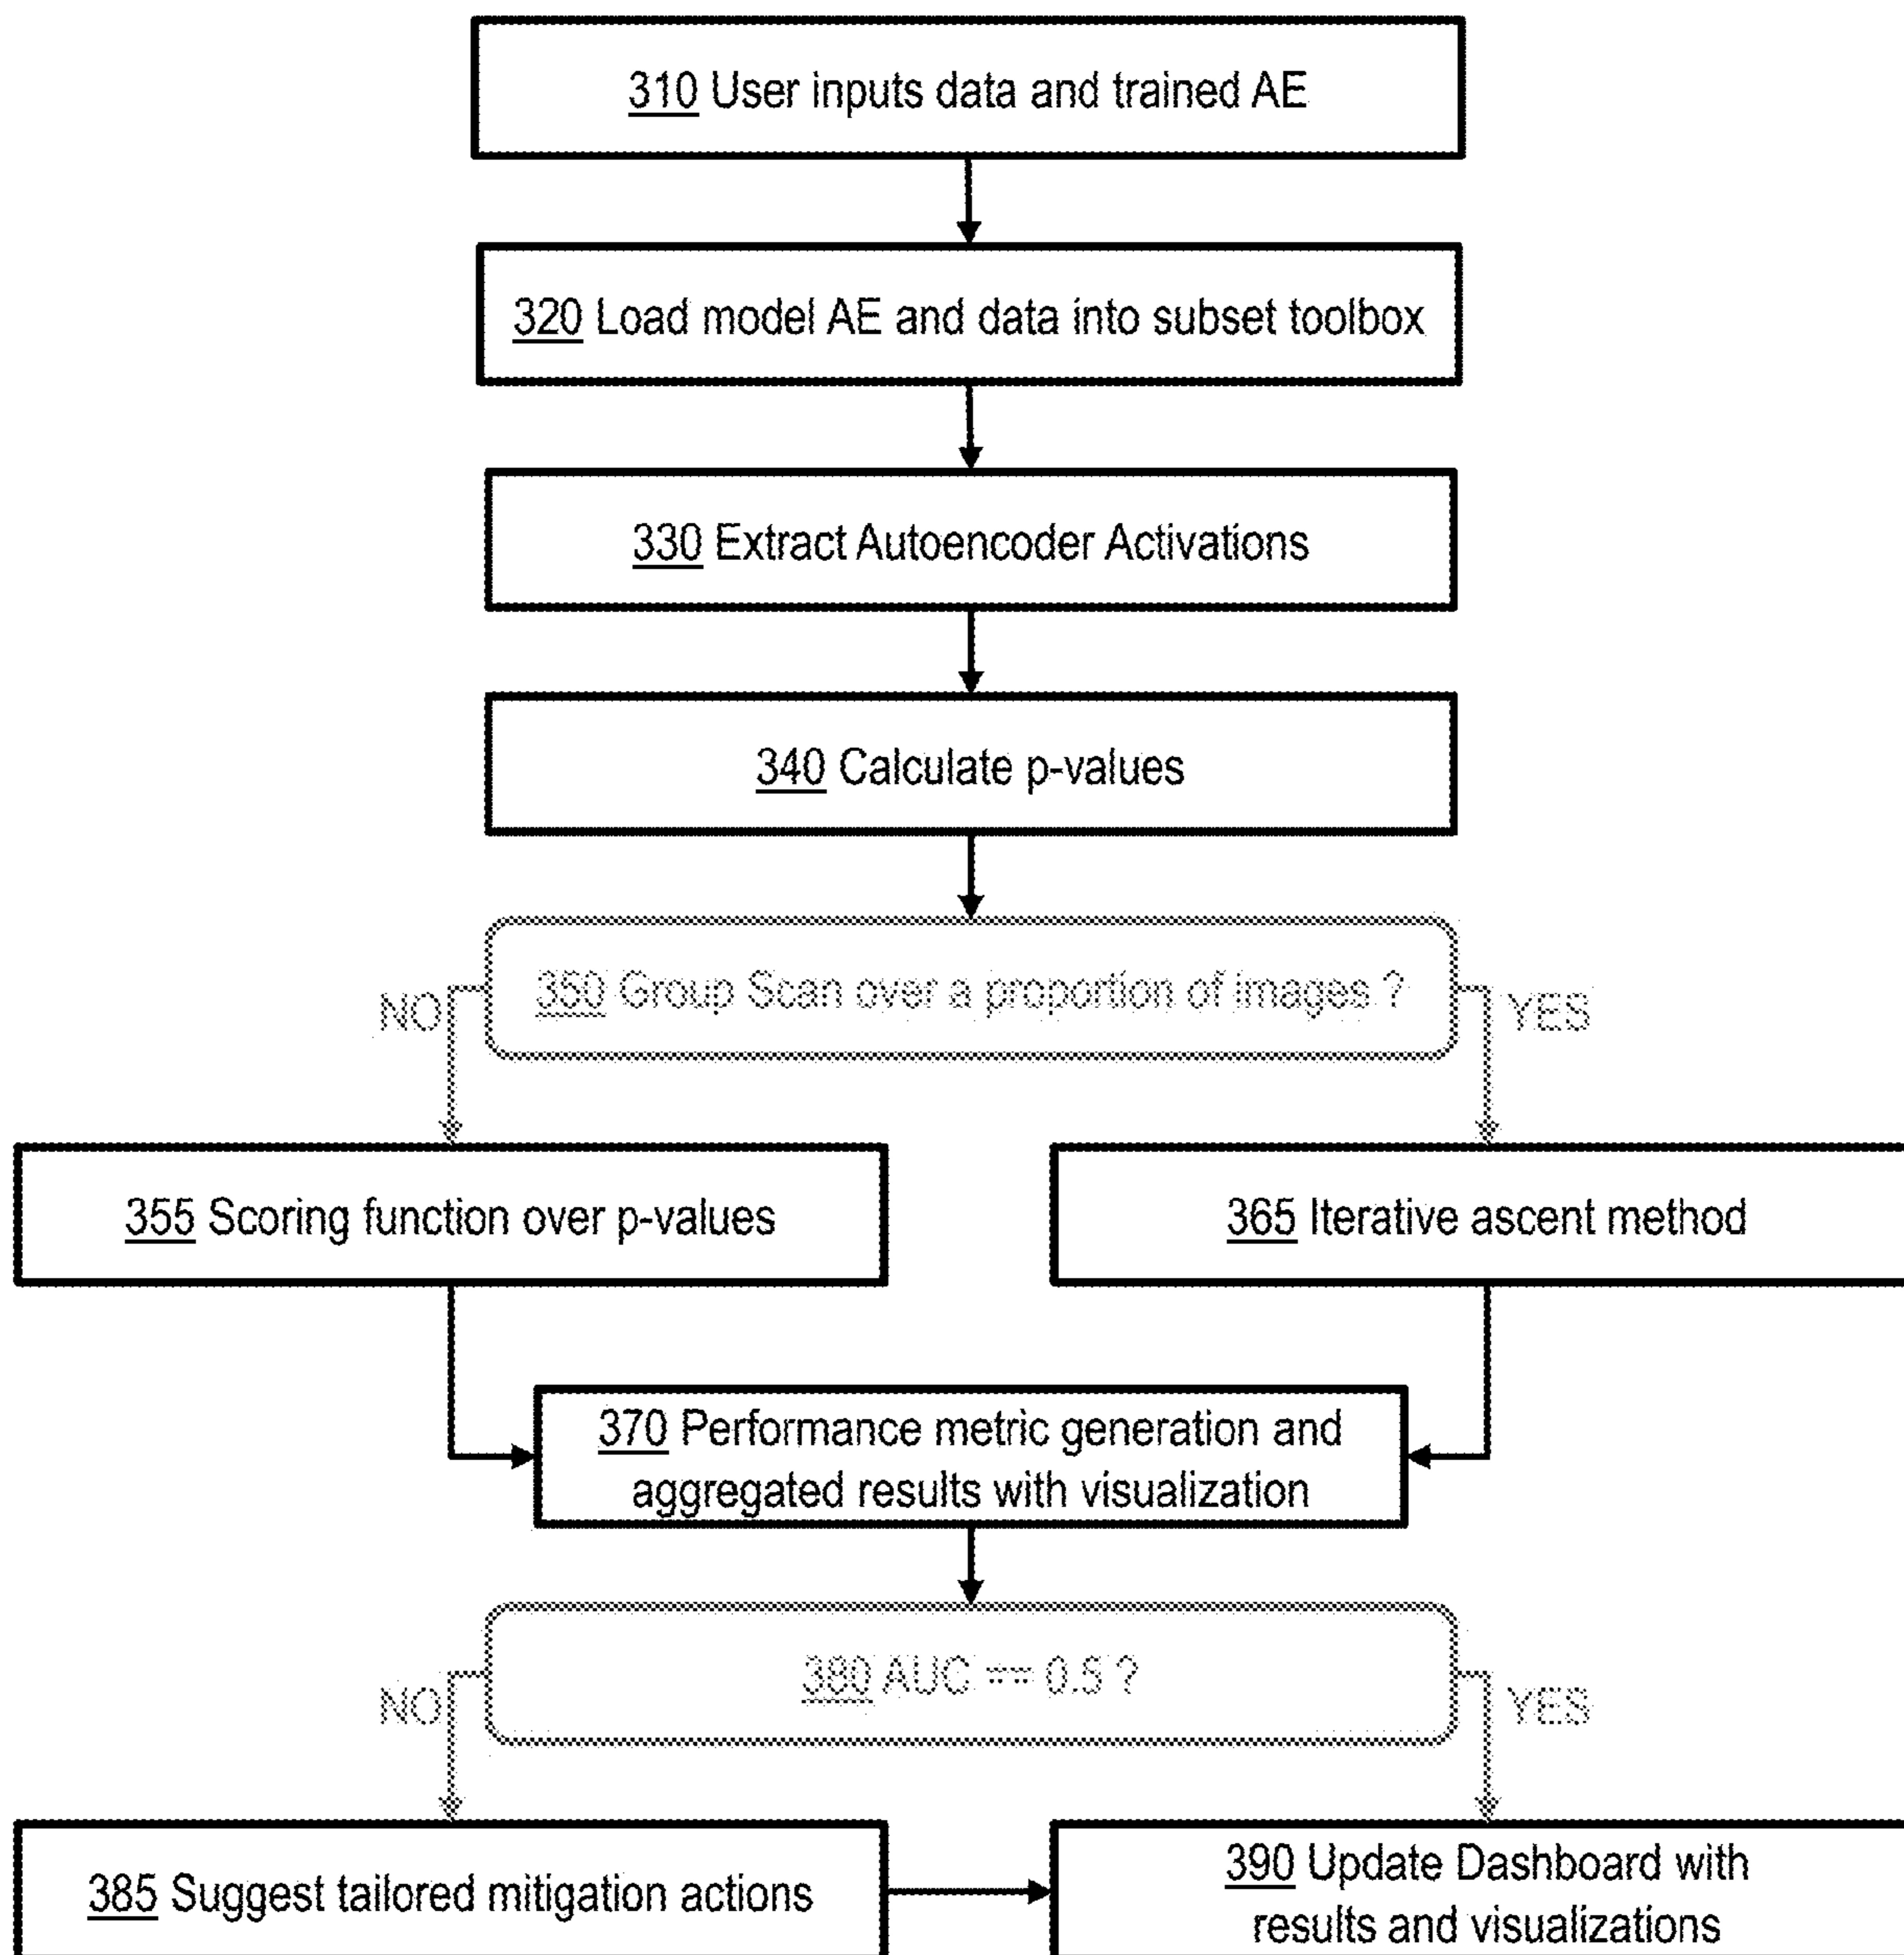 310 User inputs data and trained AE
320 Load model AE and data into subset toolbox
330 Extract Autoencoder Activations
340 Calculate p-values
350 Group Scan over a proportion of images ?
NO
YES
355 Scoring function over p-values
365 Iterative ascent method
370 Performance metric generation and
aggregated results with visualization
380 AUC == 0.5 ?
NO
YES
385 Suggest tailored mitigation actions
390 Update Dashboard with
results and visualizations